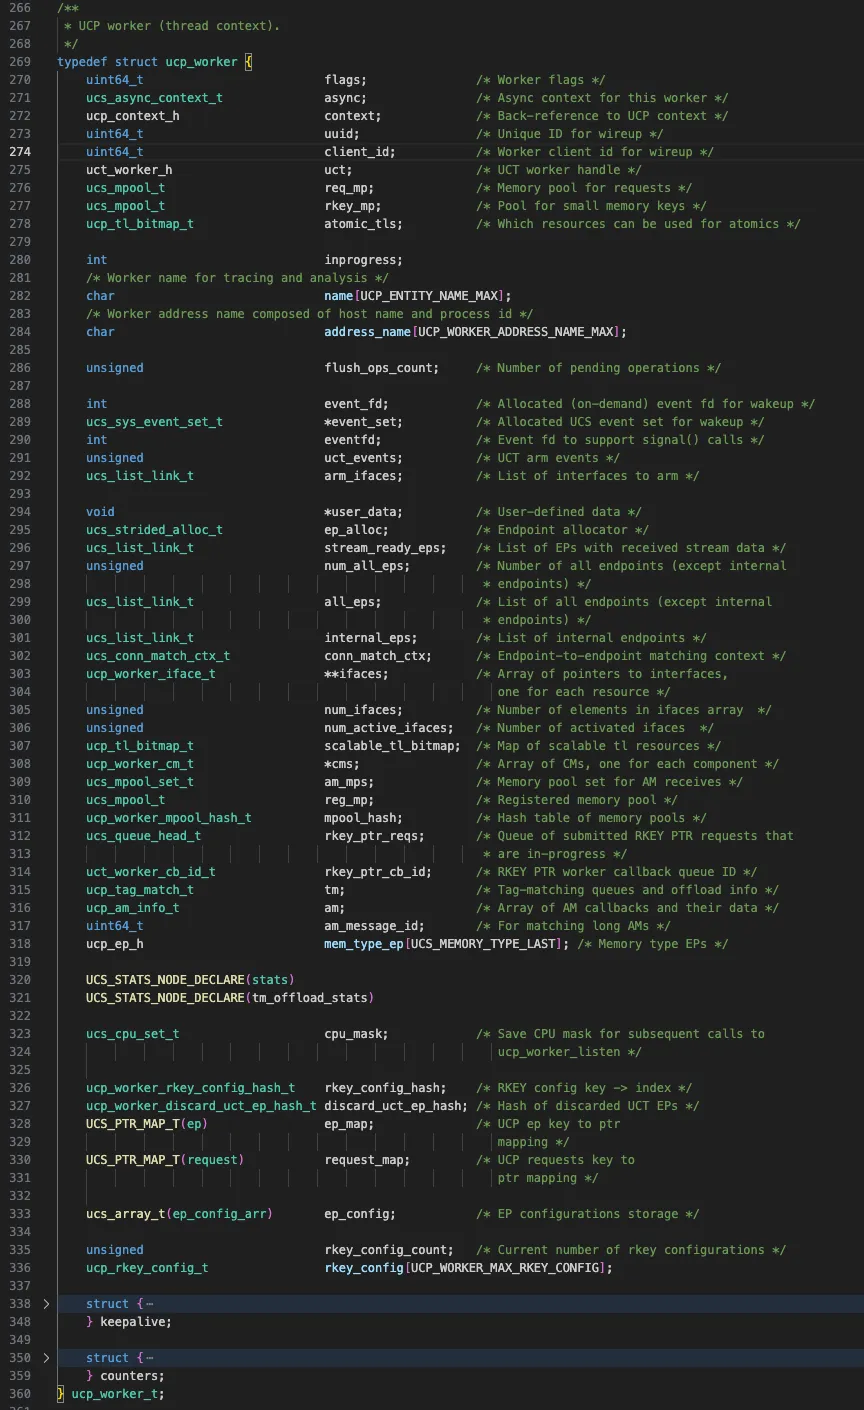 266 /**
267  * UCP worker (thread context).
268  */
269 typedef struct ucp_worker {
270     uint64_t                         flags;               /* Worker flags */
271     ucs_async_context_t              async;               /* Async context for this worker */
272     ucp_context_h                    context;             /* Back-reference to UCP context */
273     uint64_t                         uuid;                /* Unique ID for wireup */
274     uint64_t                         client_id;           /* Worker client id for wireup */
275     uct_worker_h                     uct;                 /* UCT worker handle */
276     ucs_mpool_t                      req_mp;              /* Memory pool for requests */
277     ucs_mpool_t                      rkey_mp;             /* Pool for small memory keys */
278     ucp_tl_bitmap_t                  atomic_tls;          /* Which resources can be used for atomics */
279
280     int                              inprogress;
281     /* Worker name for tracing and analysis */
282     char                             name[UCP_ENTITY_NAME_MAX];
283     /* Worker address name composed of host name and process id */
284     char                             address_name[UCP_WORKER_ADDRESS_NAME_MAX];
285
286     unsigned                         flush_ops_count;     /* Number of pending operations */
287
288     int                              event_fd;            /* Allocated (on-demand) event fd for wakeup */
289     ucs_sys_event_set_t              *event_set;          /* Allocated UCS event set for wakeup */
290     int                              eventfd;             /* Event fd to support signal() calls */
291     unsigned                         uct_events;          /* UCT arm events */
292     ucs_list_link_t                  arm_ifaces;          /* List of interfaces to arm */
293
294     void                             *user_data;          /* User-defined data */
295     ucs_strided_alloc_t              ep_alloc;            /* Endpoint allocator */
296     ucs_list_link_t                  stream_ready_eps;    /* List of EPs with received stream data */
297     unsigned                         num_all_eps;         /* Number of all endpoints (except internal
298                                                            * endpoints) */
299     ucs_list_link_t                  all_eps;             /* List of all endpoints (except internal
300                                                            * endpoints) */
301     ucs_list_link_t                  internal_eps;        /* List of internal endpoints */
302     ucs_conn_match_ctx_t             conn_match_ctx;      /* Endpoint-to-endpoint matching context */
303     ucp_worker_iface_t               **ifaces;            /* Array of pointers to interfaces,
304                                                              one for each resource */
305     unsigned                         num_ifaces;          /* Number of elements in ifaces array  */
306     unsigned                         num_active_ifaces;   /* Number of activated ifaces  */
307     ucp_tl_bitmap_t                  scalable_tl_bitmap;  /* Map of scalable tl resources */
308     ucp_worker_cm_t                  *cms;                /* Array of CMs, one for each component */
309     ucs_mpool_set_t                  am_mps;              /* Memory pool set for AM receives */
310     ucs_mpool_t                      reg_mp;              /* Registered memory pool */
311     ucp_worker_mpool_hash_t          mpool_hash;          /* Hash table of memory pools */
312     ucs_queue_head_t                 rkey_ptr_reqs;       /* Queue of submitted RKEY PTR requests that
313                                                            * are in-progress */
314     uct_worker_cb_id_t               rkey_ptr_cb_id;      /* RKEY PTR worker callback queue ID */
315     ucp_tag_match_t                  tm;                  /* Tag-matching queues and offload info */
316     ucp_am_info_t                    am;                  /* Array of AM callbacks and their data */
317     uint64_t                         am_message_id;       /* For matching long AMs */
318     ucp_ep_h                         mem_type_ep[UCS_MEMORY_TYPE_LAST]; /* Memory type EPs */
319
320     UCS_STATS_NODE_DECLARE(stats)
321     UCS_STATS_NODE_DECLARE(tm_offload_stats)
322
323     ucs_cpu_set_t                    cpu_mask;            /* Save CPU mask for subsequent calls to
324                                                              ucp_worker_listen */
325
326     ucp_worker_rkey_config_hash_t    rkey_config_hash;    /* RKEY config key -> index */
327     ucp_worker_discard_uct_ep_hash_t discard_uct_ep_hash; /* Hash of discarded UCT EPs */
328     UCS_PTR_MAP_T(ep)                ep_map;              /* UCP ep key to ptr
329                                                              mapping */
330     UCS_PTR_MAP_T(request)           request_map;         /* UCP requests key to
331                                                              ptr mapping */
332
333     ucs_array_t(ep_config_arr)       ep_config;           /* EP configurations storage */
334
335     unsigned                         rkey_config_count;   /* Current number of rkey configurations */
336     ucp_rkey_config_t                rkey_config[UCP_WORKER_MAX_RKEY_CONFIG];
337
338 >   struct {⋯
348     } keepalive;
349
350 >   struct {⋯
359     } counters;
360 } ucp_worker_t;